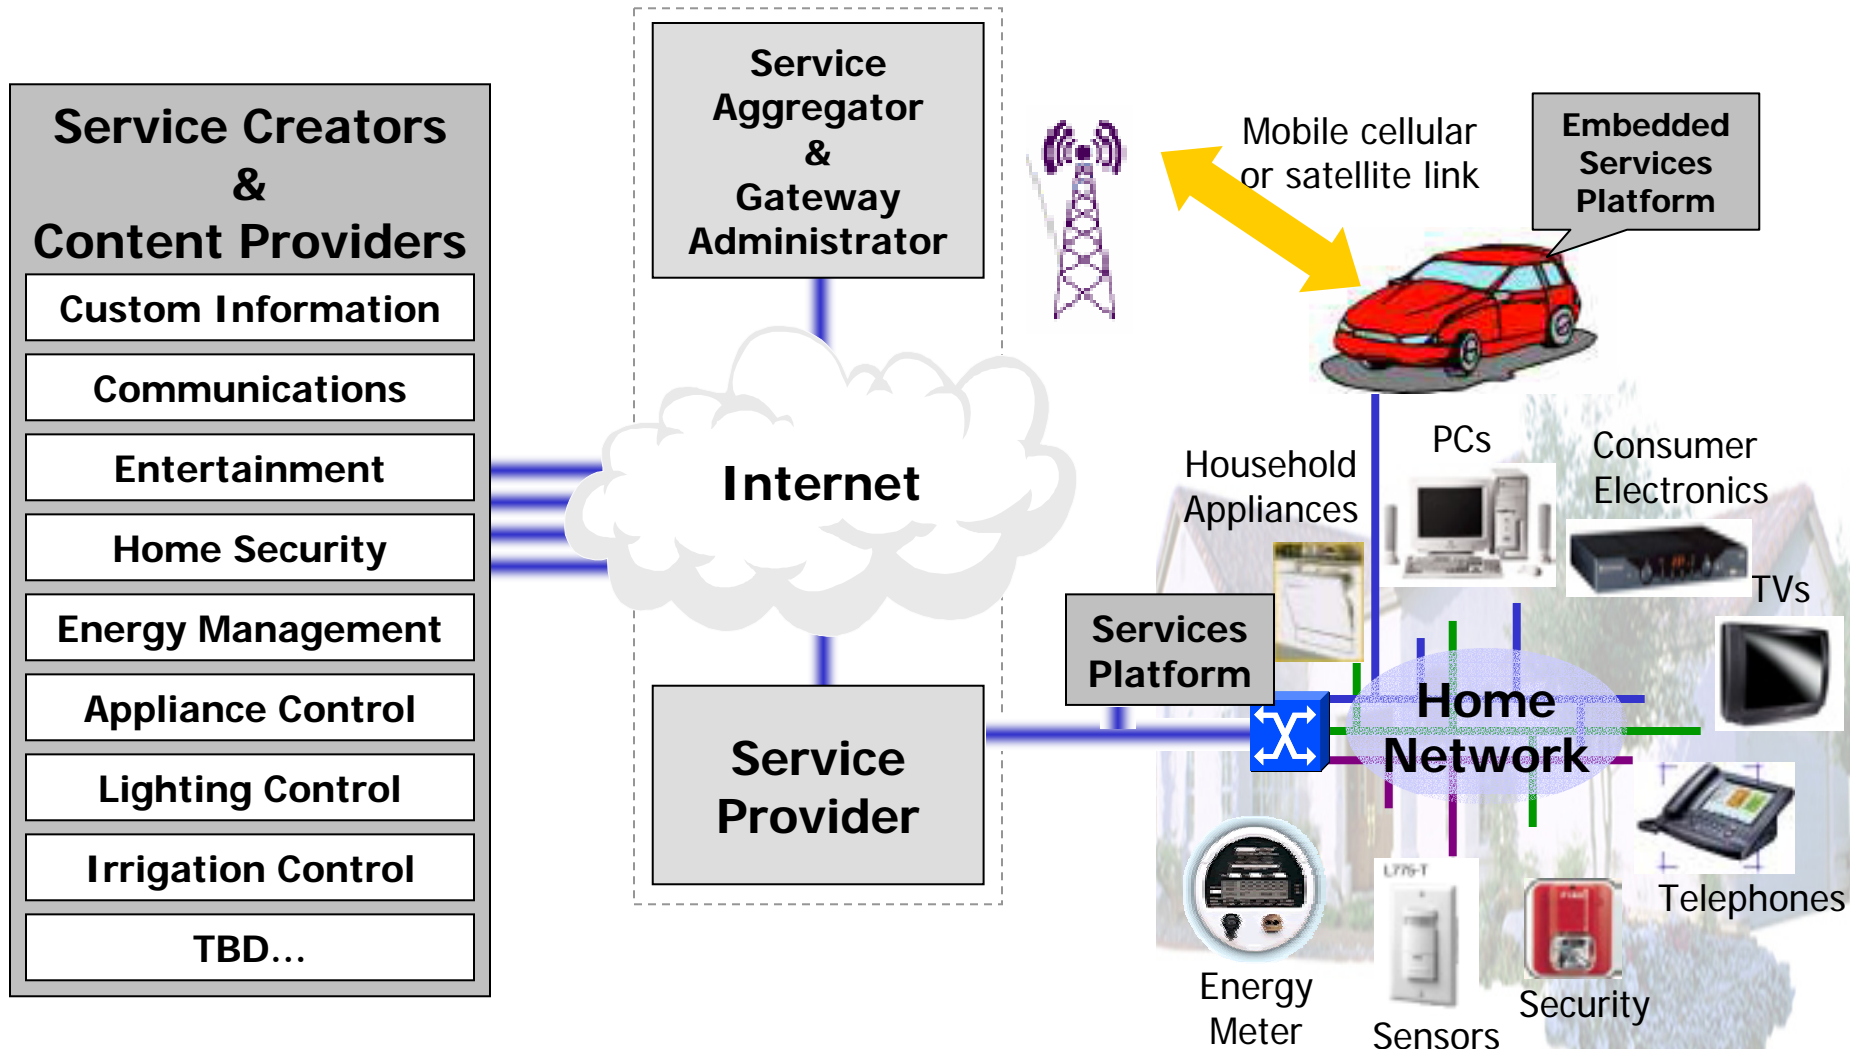 Service Creators
&
Content Providers
Custom Information
Communications
Entertainment
Home Security
Energy Management
Appliance Control
Lighting Control
Irrigation Control
TBD...
Service
Aggregator
&
Gateway
Administrator
Internet
Service
Provider
Mobile cellular
or satellite link
Embedded
Services
Platform
PCs
Household
Appliances
Consumer
Electronics
TVs
Services
Platform
Home
Network
Telephones
Energy
Meter
L775-T
Sensors
FIRE
Security